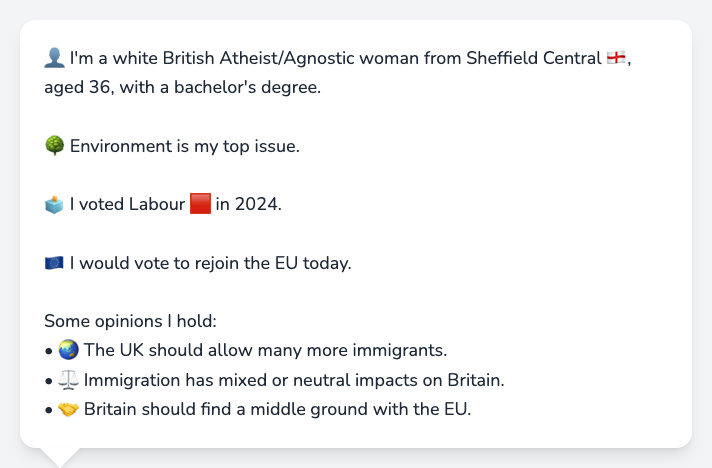 👤 I'm a white British Atheist/Agnostic woman from Sheffield Central 🏴󠁧󠁢󠁥󠁮󠁧󠁿,
aged 36, with a bachelor's degree.
🌳 Environment is my top issue.
🗳️ I voted Labour 🟥 in 2024.
🇪🇺 I would vote to rejoin the EU today.
Some opinions I hold:
• 🌏 The UK should allow many more immigrants.
• ⚖️ Immigration has mixed or neutral impacts on Britain.
• 🤝 Britain should find a middle ground with the EU.